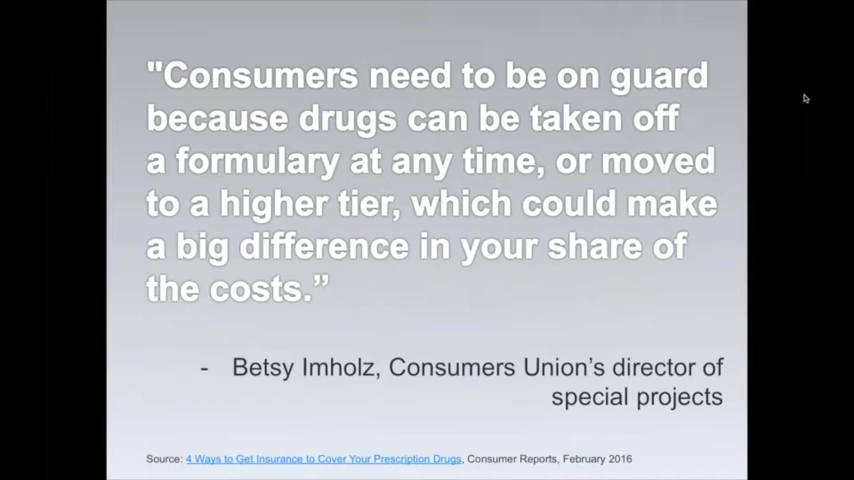 "Consumers need to be on guard
because drugs can be taken off
a formulary at any time, or moved
to a higher tier, which could make
a big difference in your share of
the costs.”
- Betsy Imholz, Consumers Union’s director of
special projects
Source: 4 Ways to Get Insurance to Cover Your Prescription Drugs, Consumer Reports, February 2016